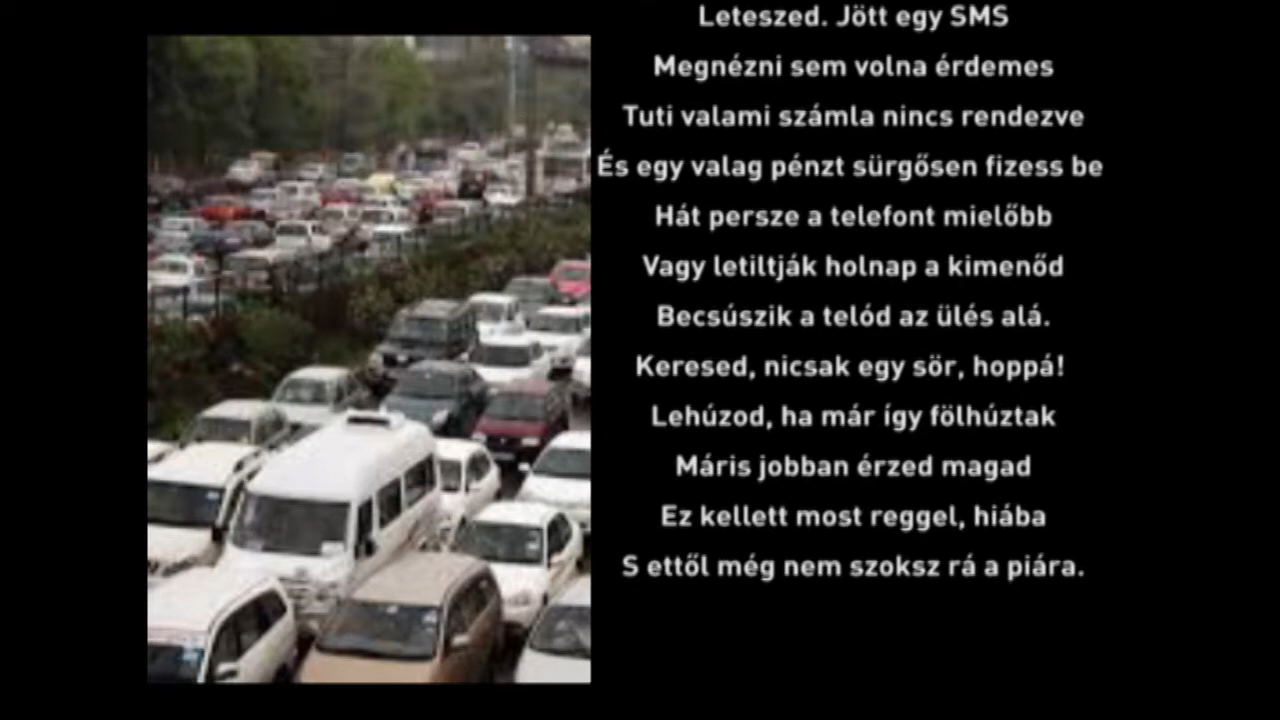 Leteszed. Jött egy SMS
Megnézni sem volna érdemes
Tuti valami számla nincs rendezve
És egy valag pénzt sürgősen fizess be
Hát persze a telefont mielőbb
Vagy letiltják holnap a kimenőd
Becsúszik a telód az ülés alá.
Keresed, nicsak egy sör, hoppá!
Lehúzod, ha már így fölhúztak
Máris jobban érzed magad
Ez kellett most reggel, hiába
S ettől még nem szoksz rá a piára.